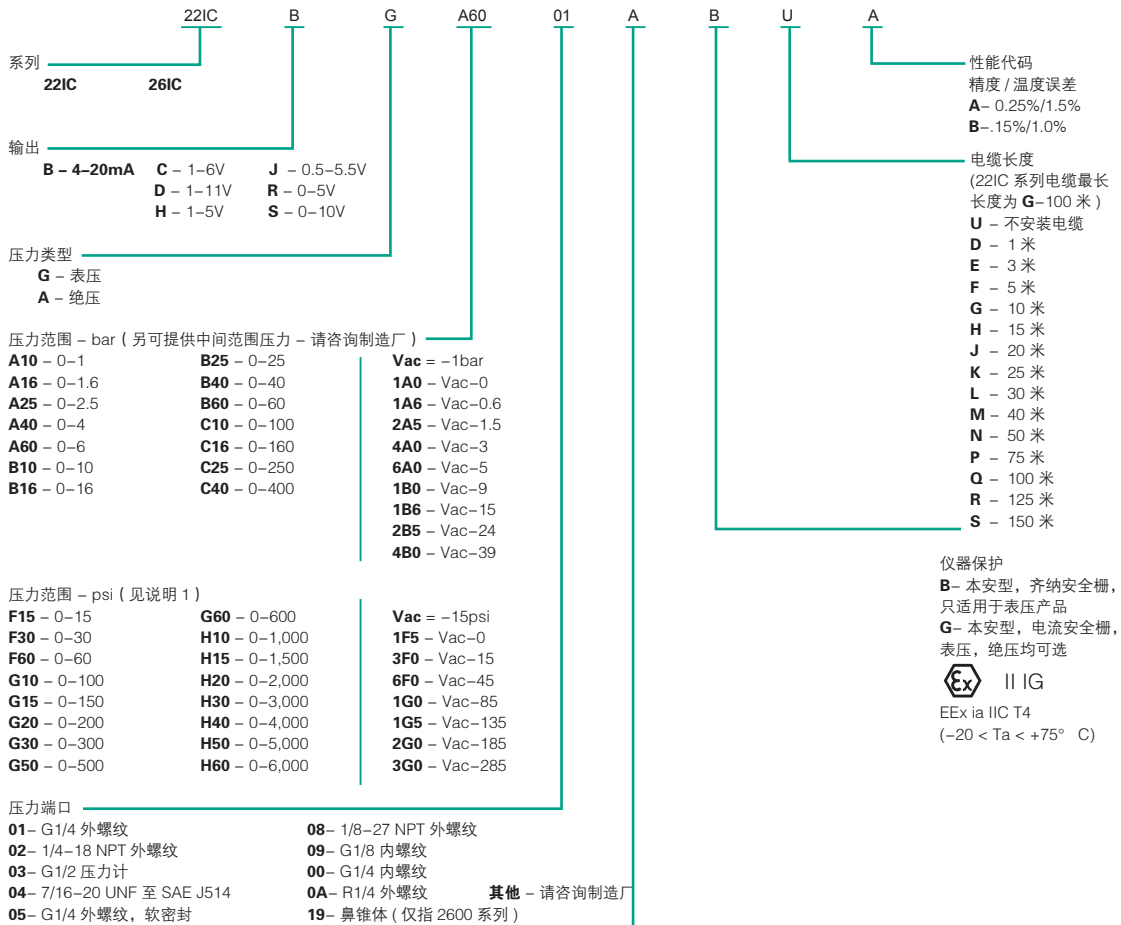 22IC B G A60 01 A B U A
系列
22IC 26IC
输出
B – 4–20mA C – 1–6V J – 0.5–5.5V
D – 1–11V R – 0–5V
H – 1–5V S – 0–10V
压力类型
G – 表压
A – 绝压
压力范围 – bar ( 另可提供中间范围压力 – 请咨询制造厂 )
A10 – 0–1 B25 – 0–25 Vac = –1bar
A16 – 0–1.6 B40 – 0–40 1A0 – Vac–0
A25 – 0–2.5 B60 – 0–60 1A6 – Vac–0.6
A40 – 0–4 C10 – 0–100 2A5 – Vac–1.5
A60 – 0–6 C16 – 0–160 4A0 – Vac–3
B10 – 0–10 C25 – 0–250 6A0 – Vac–5
B16 – 0–16 C40 – 0–400 1B0 – Vac–9
1B6 – Vac–15
2B5 – Vac–24
4B0 – Vac–39
压力范围 – psi ( 见说明 1 )
F15 – 0–15 G60 – 0–600 Vac = –15psi
F30 – 0–30 H10 – 0–1,000 1F5 – Vac–0
F60 – 0–60 H15 – 0–1,500 3F0 – Vac–15
G10 – 0–100 H20 – 0–2,000 6F0 – Vac–45
G15 – 0–150 H30 – 0–3,000 1G0 – Vac–85
G20 – 0–200 H40 – 0–4,000 1G5 – Vac–135
G30 – 0–300 H50 – 0–5,000 2G0 – Vac–185
G50 – 0–500 H60 – 0–6,000 3G0 – Vac–285
压力端口
01– G1/4 外螺纹 08– 1/8–27 NPT 外螺纹
02– 1/4–18 NPT 外螺纹 09– G1/8 内螺纹
03– G1/2 压力计 00– G1/4 内螺纹
04– 7/16–20 UNF 至 SAE J514 0A– R1/4 外螺纹 其他 – 请咨询制造厂
05– G1/4 外螺纹，软密封 19– 鼻锥体 ( 仅指 2600 系列 )
性能代码
精度 / 温度误差
A– 0.25%/1.5%
B–.15%/1.0%
电缆长度
(22IC 系列电缆最长
长度为 G–100 米 )
U – 不安装电缆
D – 1 米
E – 3 米
F – 5 米
G – 10 米
H – 15 米
J – 20 米
K – 25 米
L – 30 米
M – 40 米
N – 50 米
P – 75 米
Q – 100 米
R – 125 米
S – 150 米
仪器保护
B– 本安型，齐纳安全栅，
只适用于表压产品
G– 本安型，电流安全栅，
表压，绝压均可选
Ex II IG
EEx ia IIC T4
(–20 < Ta < +75° C)